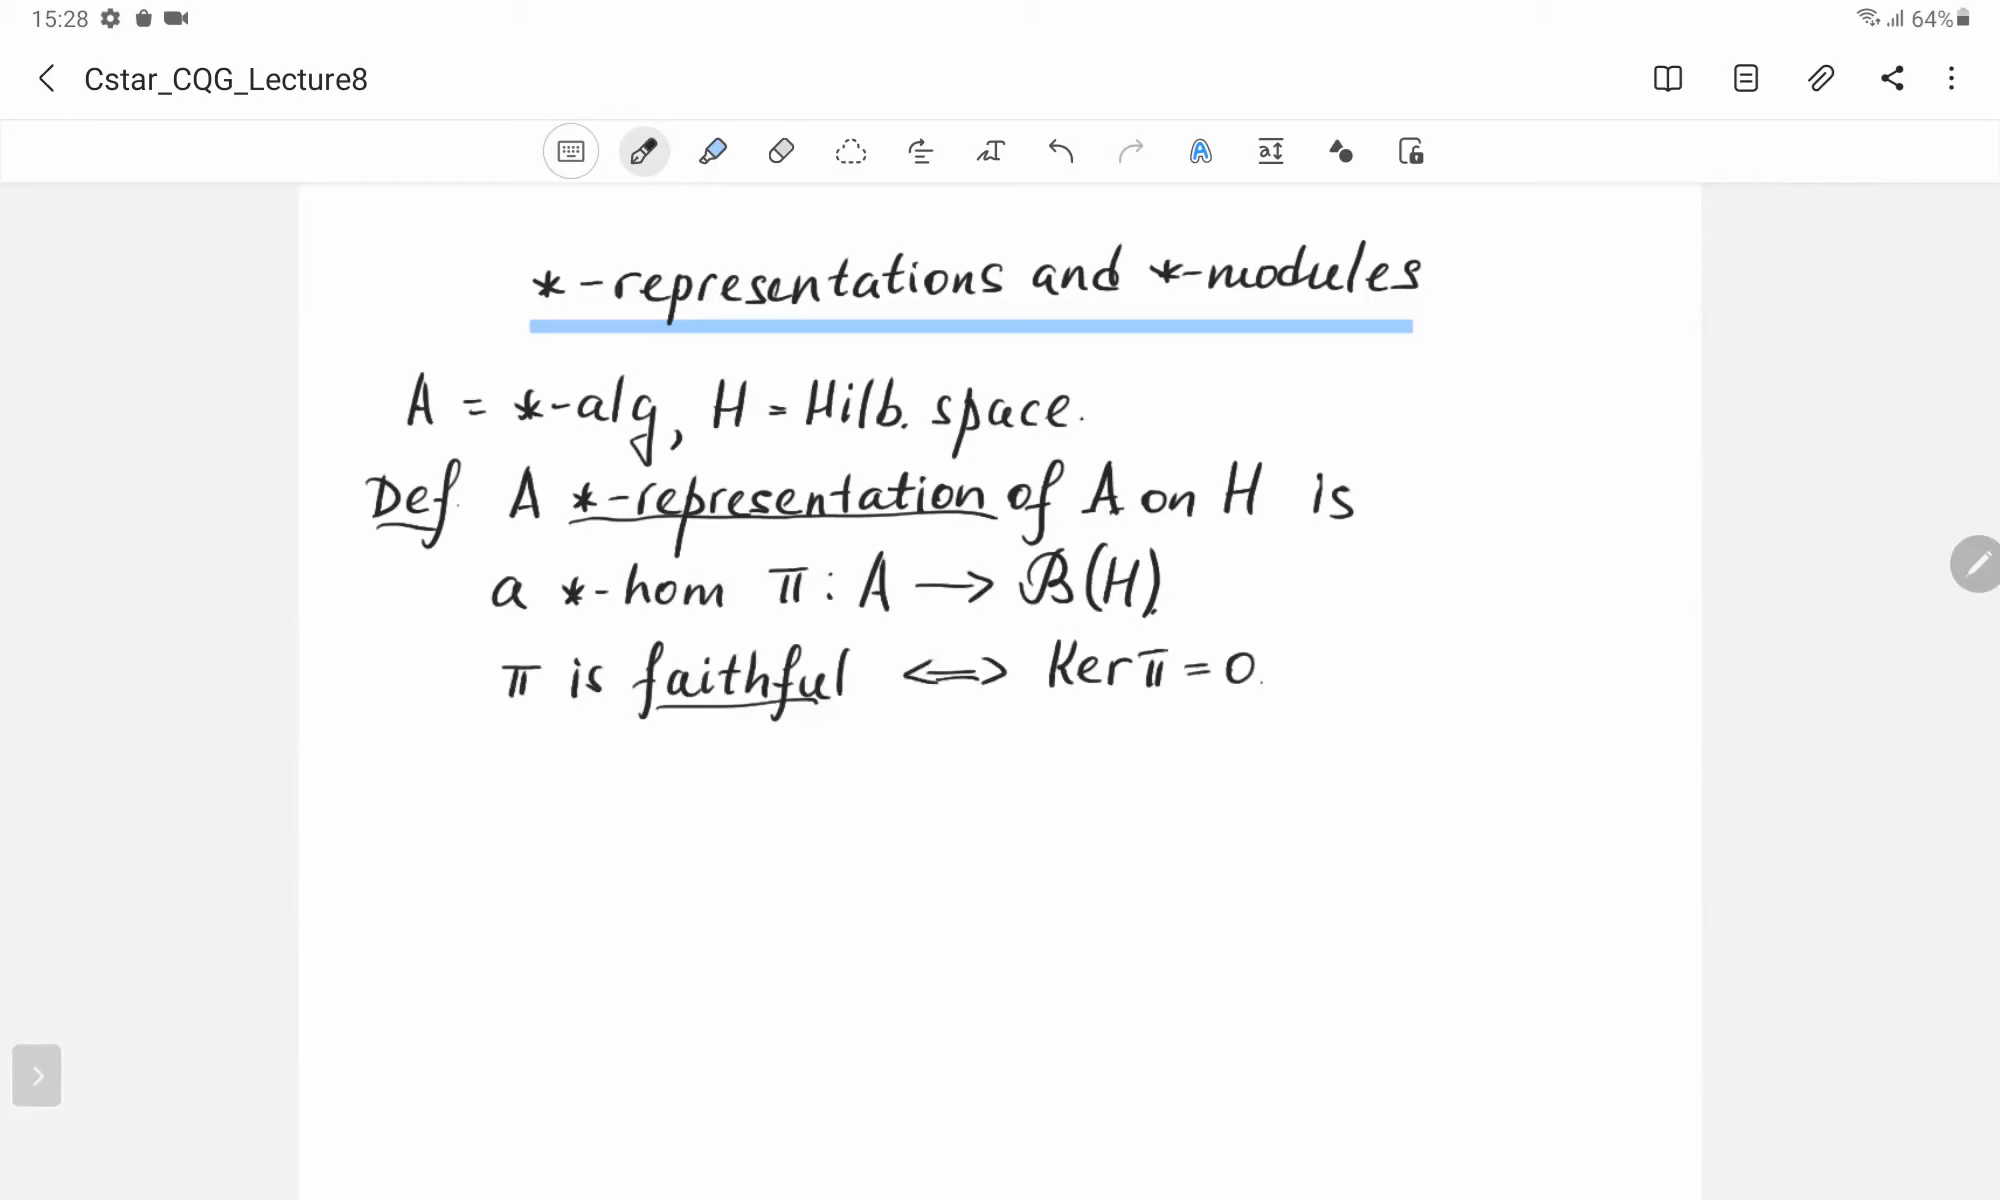 15:28 64%
Cstar_CQG_Lecture8
*-representations and *-modules
A = *-alg, H = Hilb. space.
Def. A *-representation of A on H is
a *-hom π : A ⟶ B(H).
π is faithful ⟺ Ker π = 0.